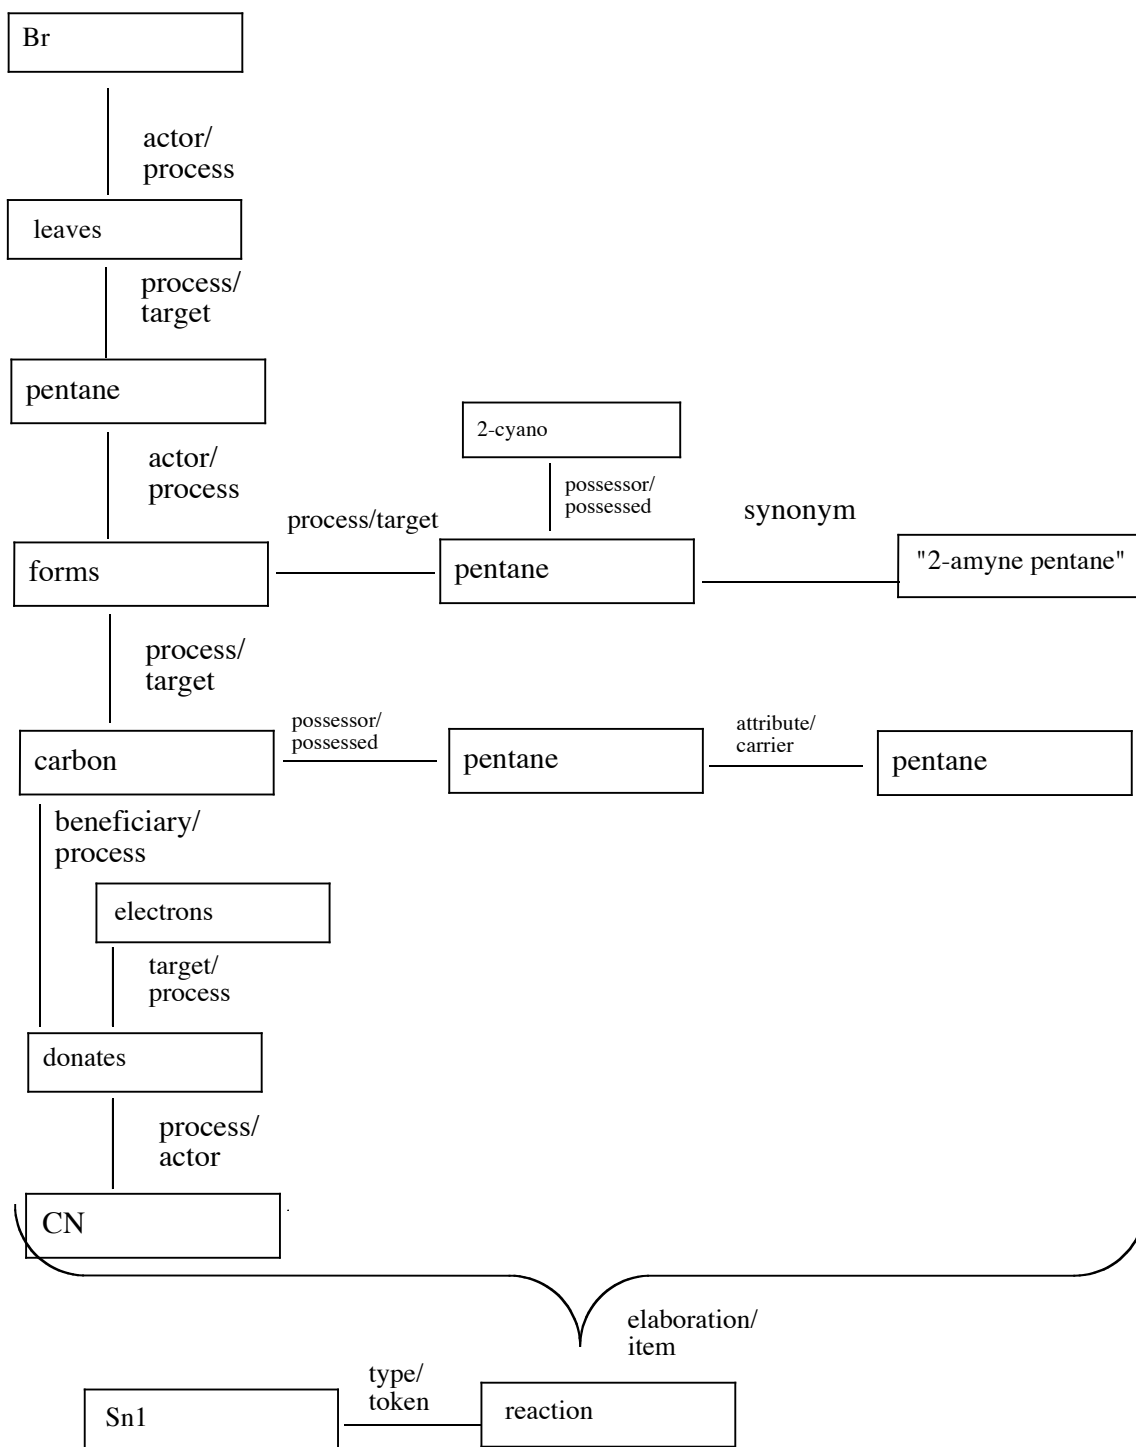 Br
actor/
process
leaves
process/
target
pentane
2-cyano
actor/
process
possessor/
possessed
synonym
process/target
forms
pentane
"2-amyne pentane"
process/
target
possessor/
possessed
attribute/
carrier
carbon
pentane
pentane
beneficiary/
process
electrons
target/
process
donates
process/
actor
CN
elaboration/
item
type/
token
Sn1
reaction